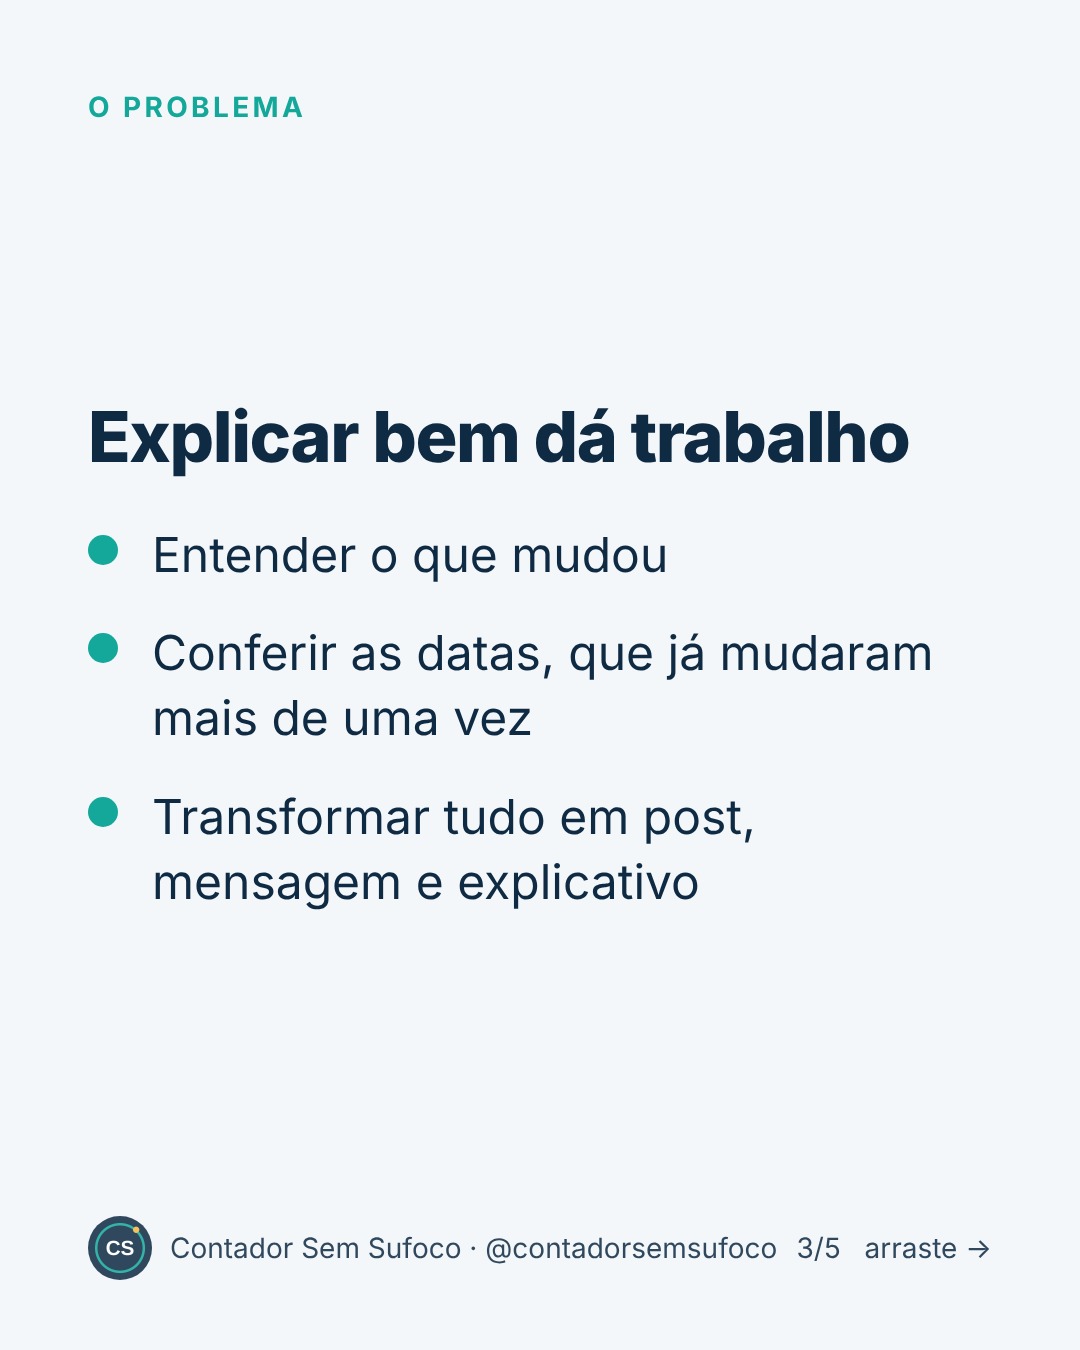 O PROBLEMA
Explicar bem dá trabalho
Entender o que mudou
Conferir as datas, que já mudaram
mais de uma vez
Transformar tudo em post,
mensagem e explicativo
CS Contador Sem Sufoco · @contadorsemsufoco 3/5 arraste →